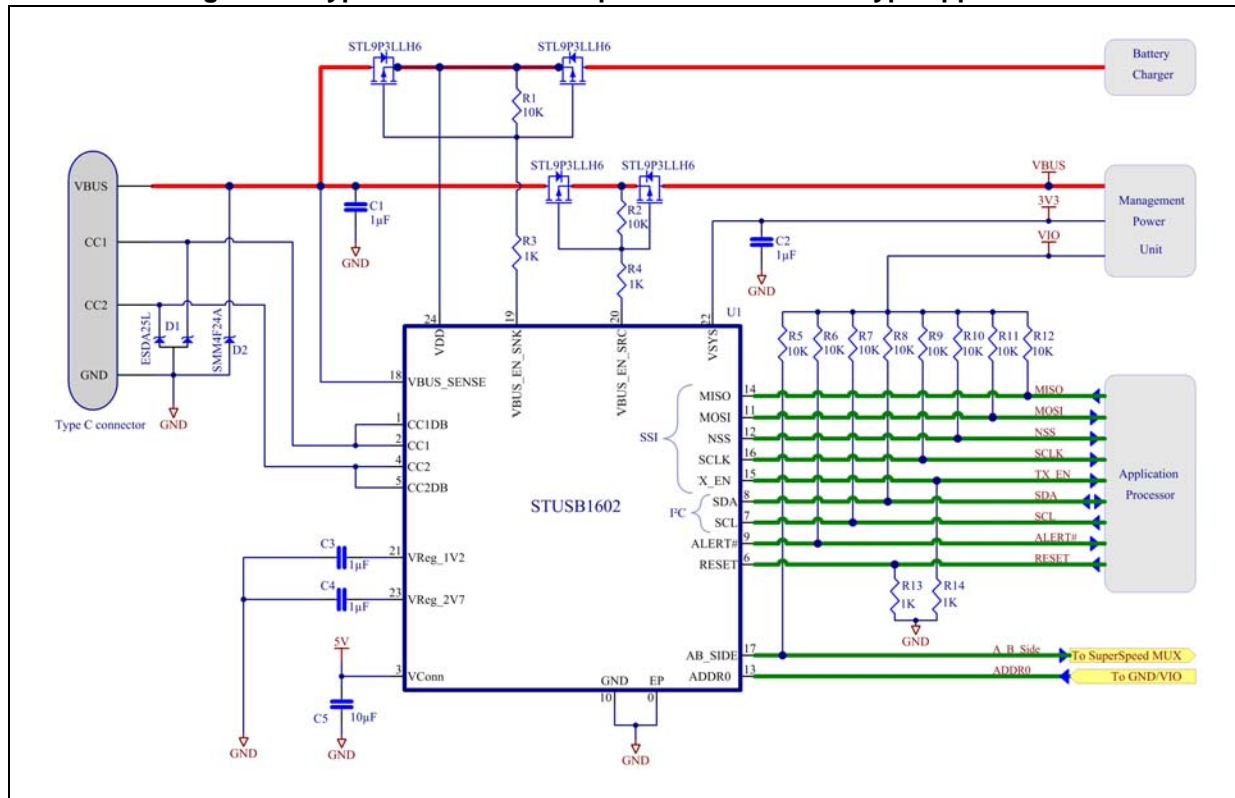 STL9P3LLH6 STL9P3LLH6
Battery
Charger
R1
10K
STL9P3LLH6 STL9P3LLH6
VBUS
VBUS
C1
1µF
GND
R2
10K
3V3
Management
Power
Unit
CC1
R3
1K
R4
1K
C2
1µF
GND
VIO
CC2
ESDA25L
D1
SMM4F24A
D2
GND
GND
Type C connector
U1
24
VDD
19
VBUS_EN_SNK
20
VBUS_EN_SRC
22
VSYS
R5
10K
R6
10K
R7
10K
R8
10K
R9
10K
R10
10K
R11
10K
R12
10K
18 VBUS_SENSE
1 CC1DB
2 CC1
4 CC2
5 CC2DB
STUSB1602
SSI
I²C
MISO 14 MISO
MOSI 11 MOSI
NSS 12 NSS
SCLK 16 SCLK
X_EN 15 TX_EN
SDA 8 SDA
SCL 7 SCL
ALERT# 9 ALERT#
RESET 6 RESET
Application
Processor
C3
1µF
21 VReg_1V2
C4
1µF
23 VReg_2V7
R13
1K
R14
1K
GND
5V
3 VConn
C5
10µF
GND
GND
GND EP
10 0
GND
AB_SIDE 17 A_B_Side To SuperSpeed MUX
ADDR0 13 ADDR0 To GND/VIO